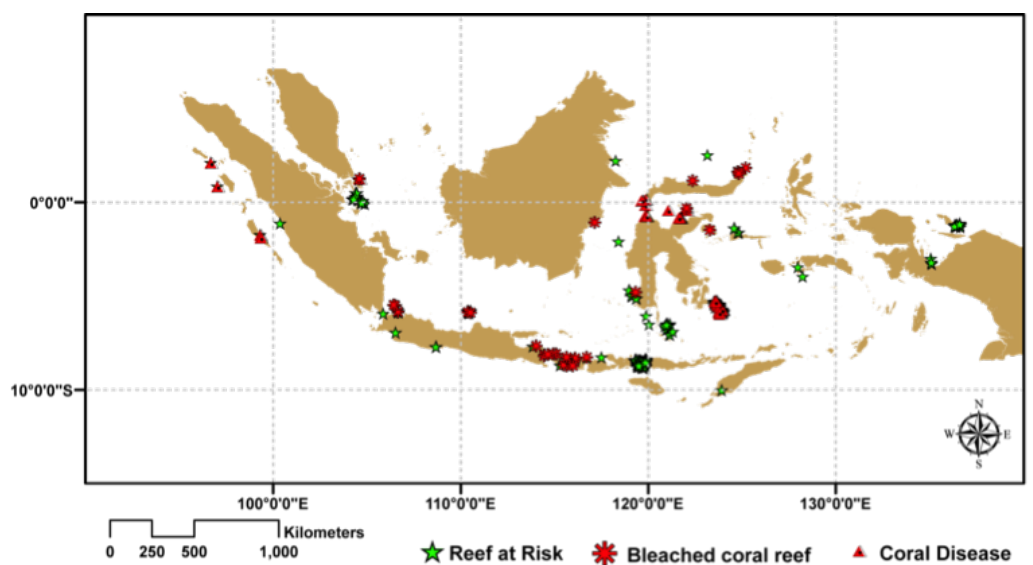 0°0'0"
10°0'0"S
N
W E
S
100°0'0"E 110°0'0"E 120°0'0"E 130°0'0"E
Kilometers
0 250 500 1,000
Reef at Risk Bleached coral reef Coral Disease